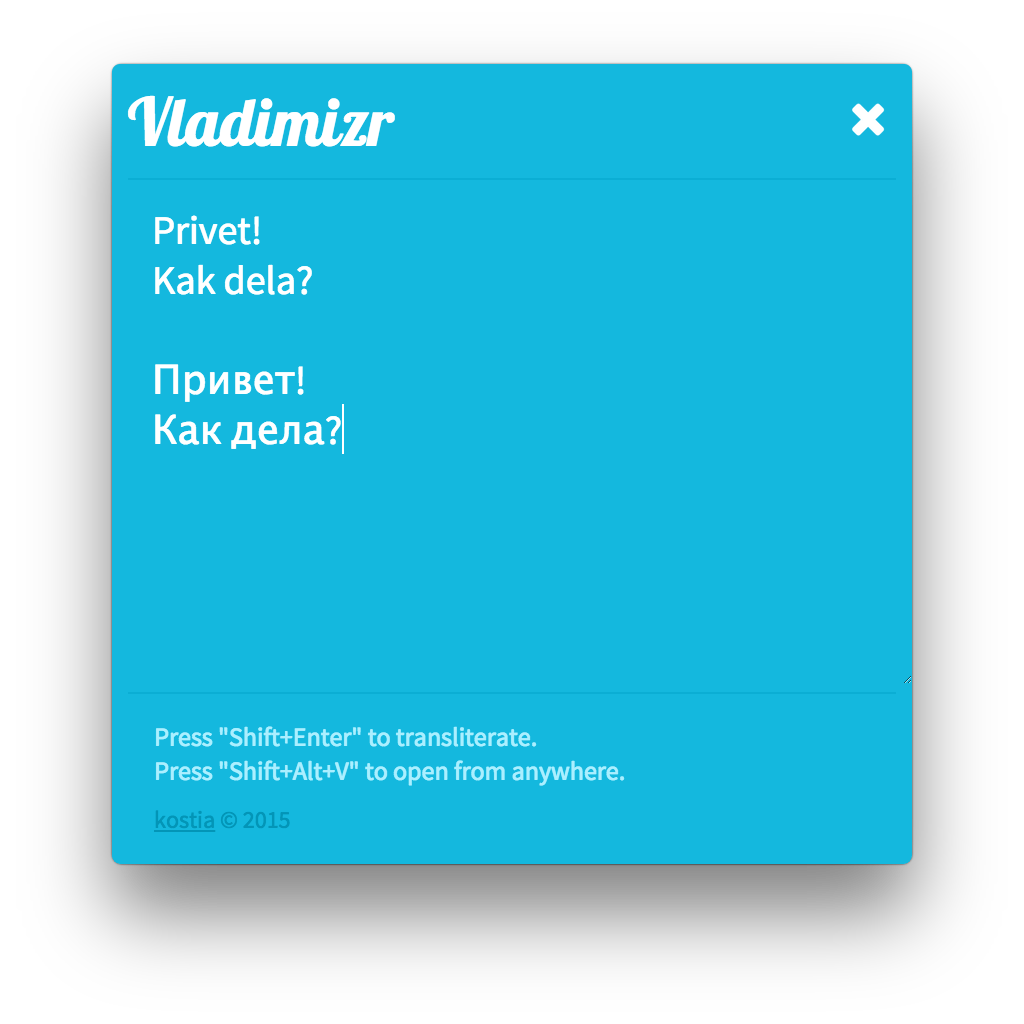 Vladimizr
Privet!
Kak dela?
Привет!
Как дела?
Press "Shift+Enter" to transliterate.
Press "Shift+Alt+V" to open from anywhere.
kostia © 2015